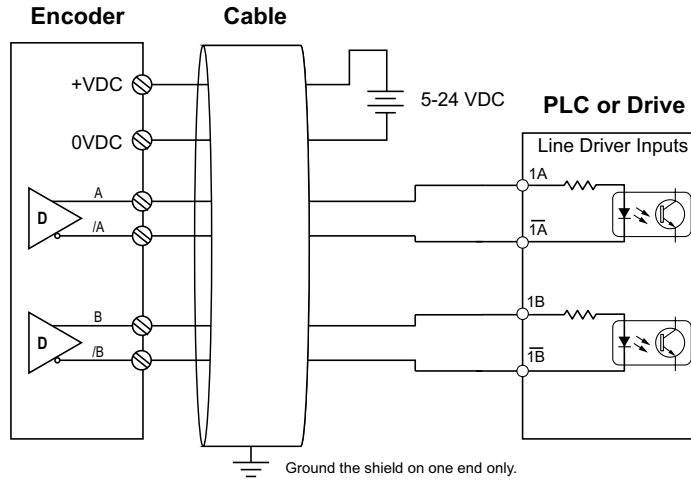 Encoder
Cable
+VDC
5-24 VDC
PLC or Drive
0VDC
Line Driver Inputs
A
1A
D
/A
1A̅
B
1B
D
/B
1B̅
Ground the shield on one end only.